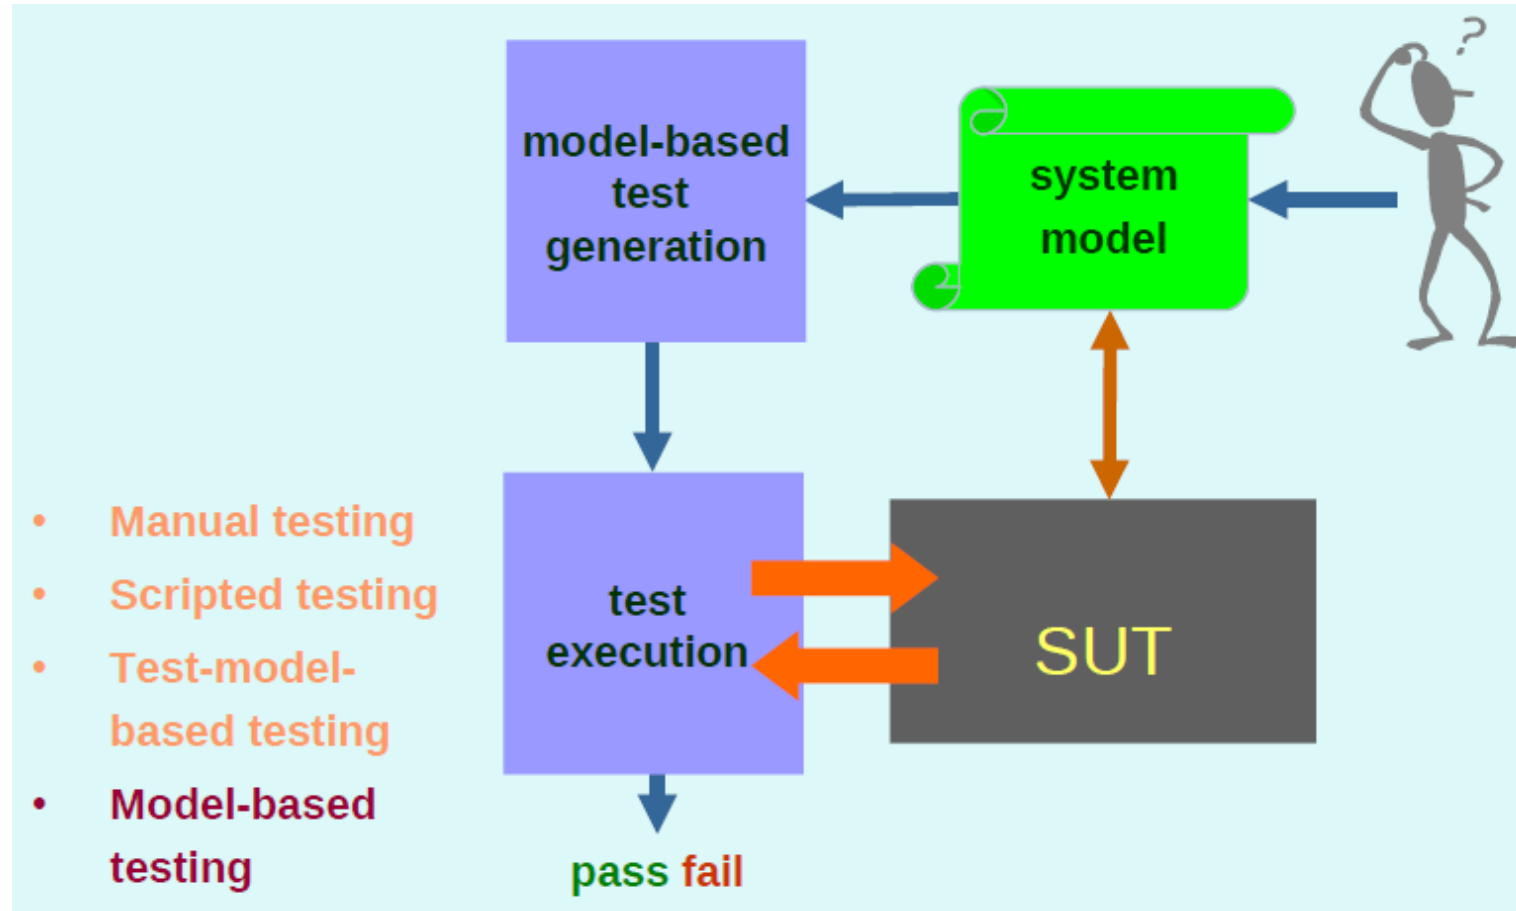 ?
model-based
test
generation
system
model
• Manual testing
• Scripted testing
• Test-model-
based testing
• Model-based
testing
test
execution
SUT
pass fail